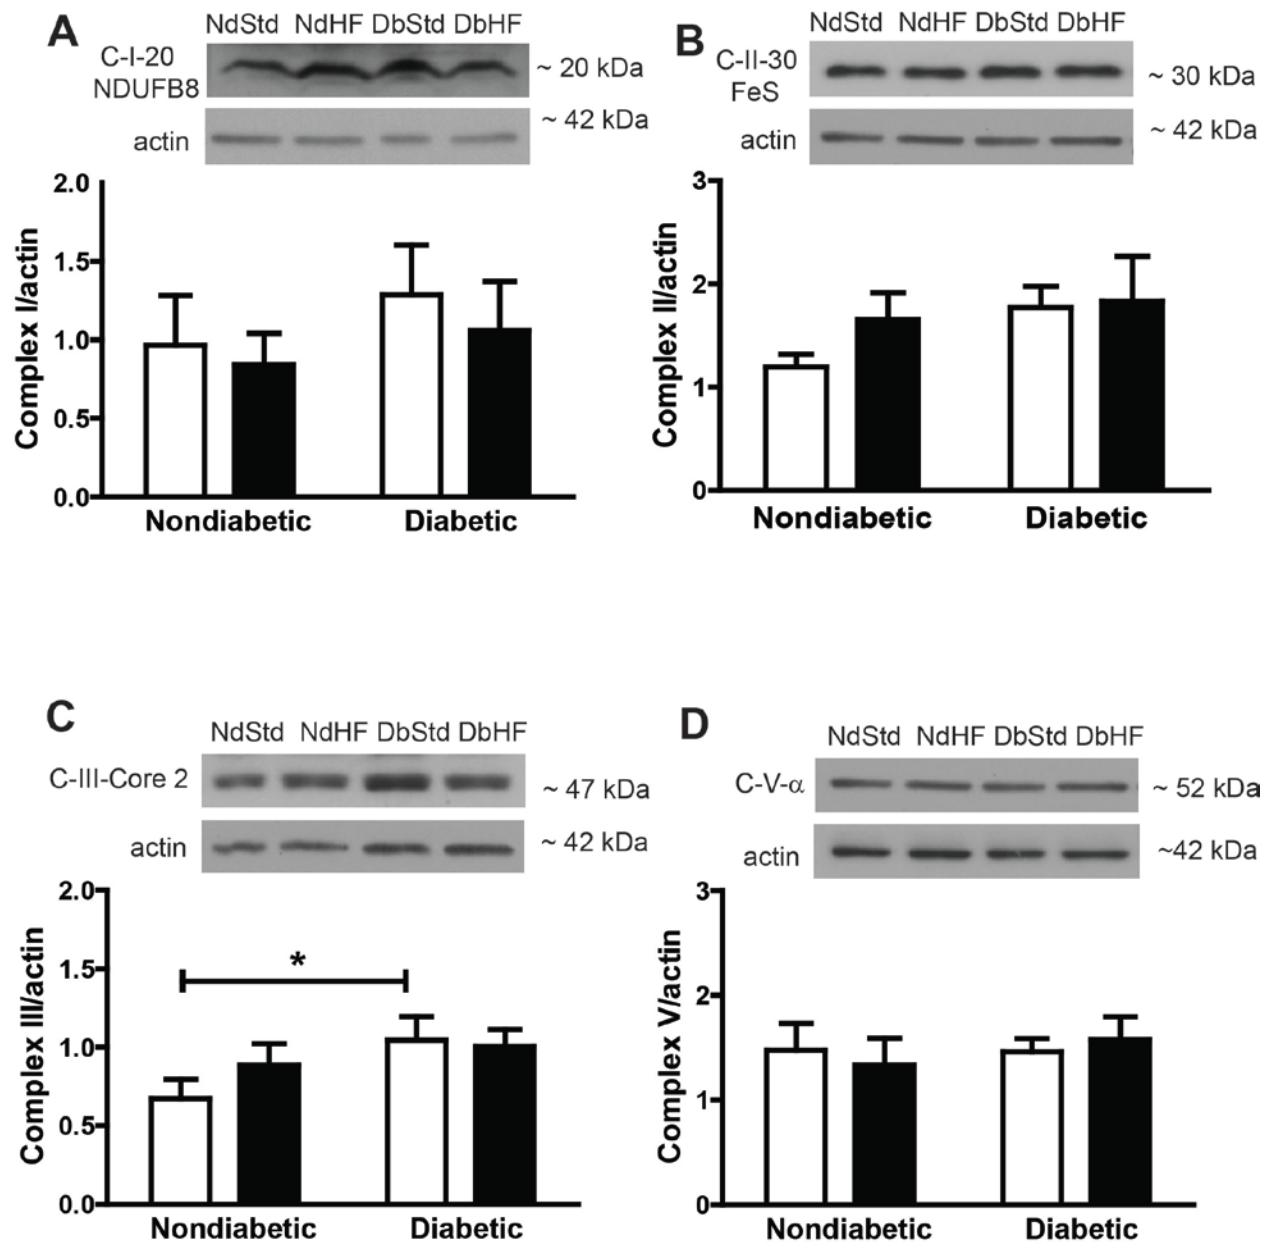 A
NdStd NdHF DbStd DbHF
C-I-20
NDUFB8
~ 20 kDa
actin
~ 42 kDa
Complex I/actin
2.0
1.5
1.0
0.5
0.0
Nondiabetic Diabetic
B
NdStd NdHF DbStd DbHF
C-II-30
FeS
~ 30 kDa
actin
~ 42 kDa
Complex II/actin
3
2
1
0
Nondiabetic Diabetic
C
NdStd NdHF DbStd DbHF
C-III-Core 2
~ 47 kDa
actin
~ 42 kDa
Complex III/actin
2.0
1.5
1.0
0.5
0.0
*
Nondiabetic Diabetic
D
NdStd NdHF DbStd DbHF
C-V-α
~ 52 kDa
actin
~42 kDa
Complex V/actin
3
2
1
0
Nondiabetic Diabetic